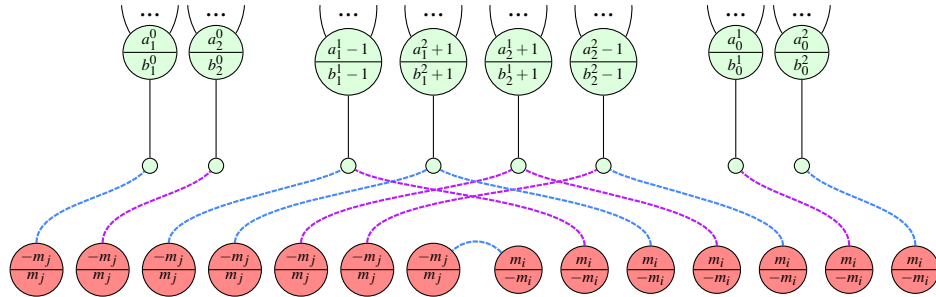 ... ... ... ... ... ... ... ...
a_1^0 a_2^0 a_1^1 − 1 a_1^2 + 1 a_2^1 + 1 a_2^2 − 1 a_0^1 a_0^2
b_1^0 b_2^0 b_1^1 − 1 b_1^2 + 1 b_2^1 + 1 b_2^2 − 1 b_0^1 b_0^2
−m_j −m_j −m_j −m_j −m_j −m_j −m_j m_i m_i m_i m_i m_i m_i m_i
m_j m_j m_j m_j m_j m_j m_j −m_i −m_i −m_i −m_i −m_i −m_i −m_i